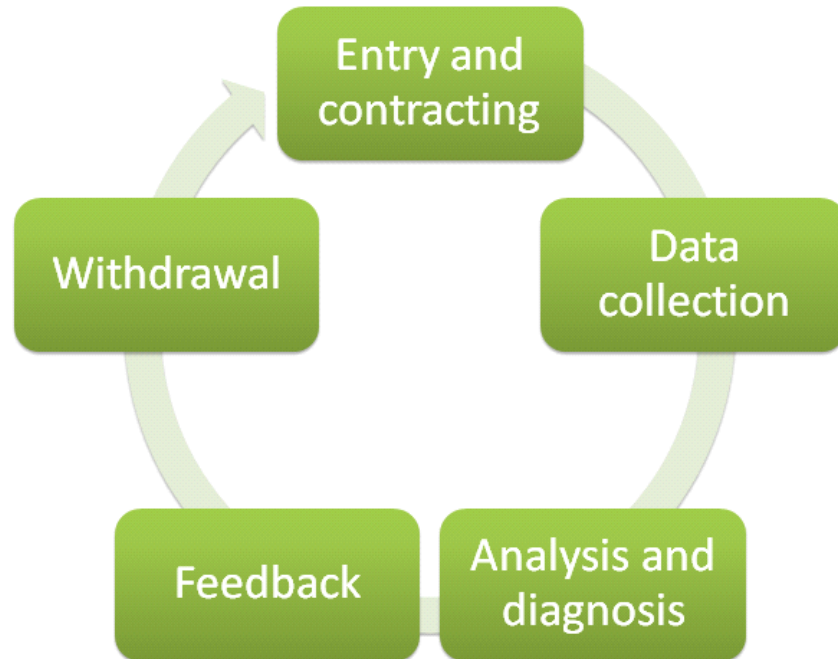 Entry and
contracting
Data
collection
Analysis and
diagnosis
Feedback
Withdrawal